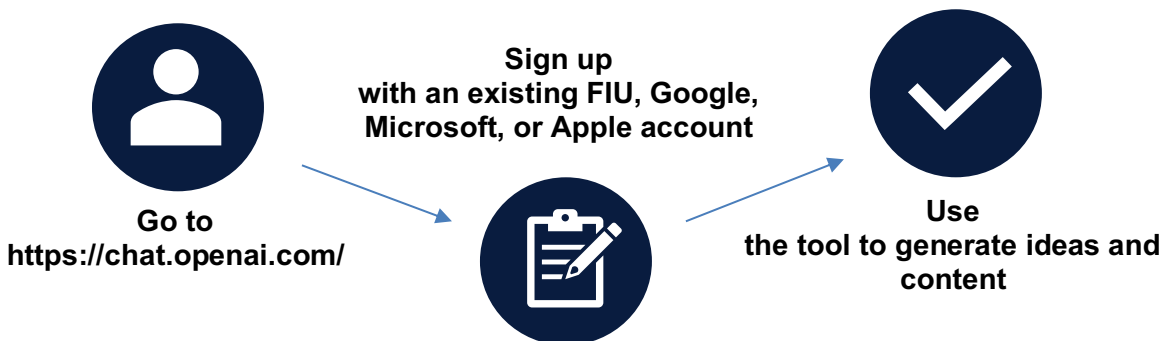 Go to
https://chat.openai.com/
Sign up
with an existing FIU, Google,
Microsoft, or Apple account
Use
the tool to generate ideas and
content